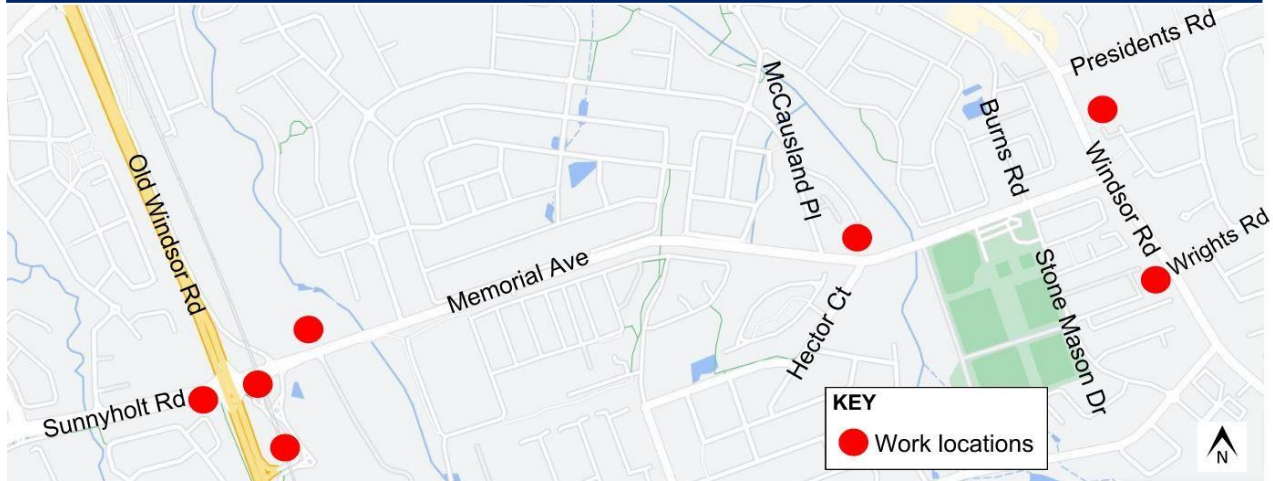 Presidents Rd
McCausland Pl
Burns Rd
Windsor Rd
Old Windsor Rd
Wrights Rd
Memorial Ave
Stone Mason Dr
Hector Ct
Sunnyholt Rd
KEY
Work locations
N